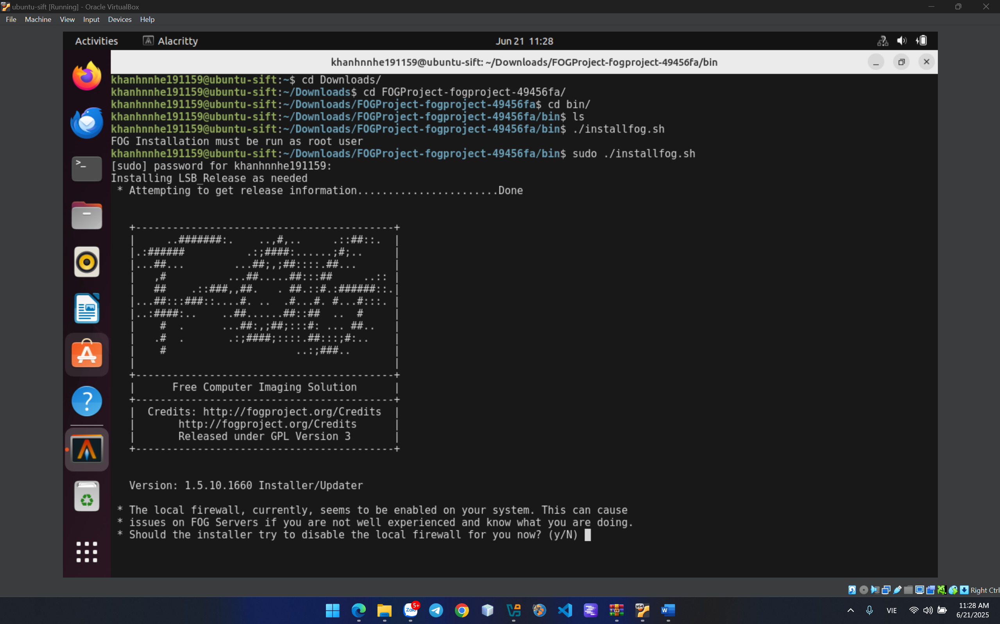 ubuntu-sift [Running] - Oracle VirtualBox
File Machine View Input Devices Help
Activities Alacritty Jun 21 11:28
khanhnnhe191159@ubuntu-sift: ~/Downloads/FOGProject-fogproject-49456fa/bin
khanhnnhe191159@ubuntu-sift:~$ cd Downloads/
khanhnnhe191159@ubuntu-sift:~/Downloads$ cd FOGProject-fogproject-49456fa/
khanhnnhe191159@ubuntu-sift:~/Downloads/FOGProject-fogproject-49456fa$ cd bin/
khanhnnhe191159@ubuntu-sift:~/Downloads/FOGProject-fogproject-49456fa/bin$ ls
khanhnnhe191159@ubuntu-sift:~/Downloads/FOGProject-fogproject-49456fa/bin$ ./installfog.sh
FOG Installation must be run as root user
khanhnnhe191159@ubuntu-sift:~/Downloads/FOGProject-fogproject-49456fa/bin$ sudo ./installfog.sh
[sudo] password for khanhnnhe191159:
Installing LSB_Release as needed
 * Attempting to get release information.......................Done
+------------------------------------------+
|     ..#######:.    ..,#,..     .::##::.  |
|.:######          .:;####:......;#;..     |
|...##...        ...##;,;##::::.##...      |
|   ,#          ...##.....##:::##     ..:: |
|   ##    .::###,,##.   . ##.::#.:######::.|
|...##:::###::....#. ..  .#...#. #...#:::. |
|..:####:..    ..##......##::##  ..  #     |
|    #  .      ...##:,;##;:::#: ... ##..   |
|   .#  .       .:;####;::::.##:::;#:..    |
|    #                     ..:;###..       |
|                                          |
+------------------------------------------+
|      Free Computer Imaging Solution      |
+------------------------------------------+
|  Credits: http://fogproject.org/Credits  |
|       http://fogproject.org/Credits      |
|       Released under GPL Version 3       |
+------------------------------------------+
Version: 1.5.10.1660 Installer/Updater
* The local firewall, currently, seems to be enabled on your system. This can cause
* issues on FOG Servers if you are not well experienced and know what you are doing.
* Should the installer try to disable the local firewall for you now? (y/N)
Right Ctrl
5+
Zalo
x64
VIE
11:28 AM
6/21/2025